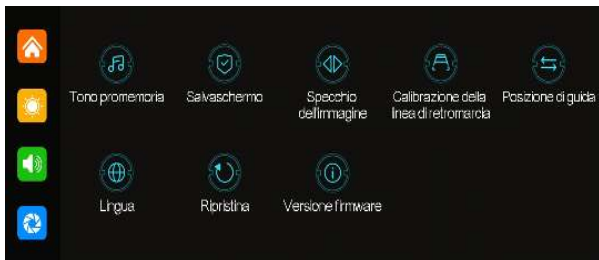 Tono promemoria
Salvaschermo
Specchio
dell'immagine
Calibrazione della
linea di retromarcia
Posizione di guida
Lingua
Ripristina
Versione firmware